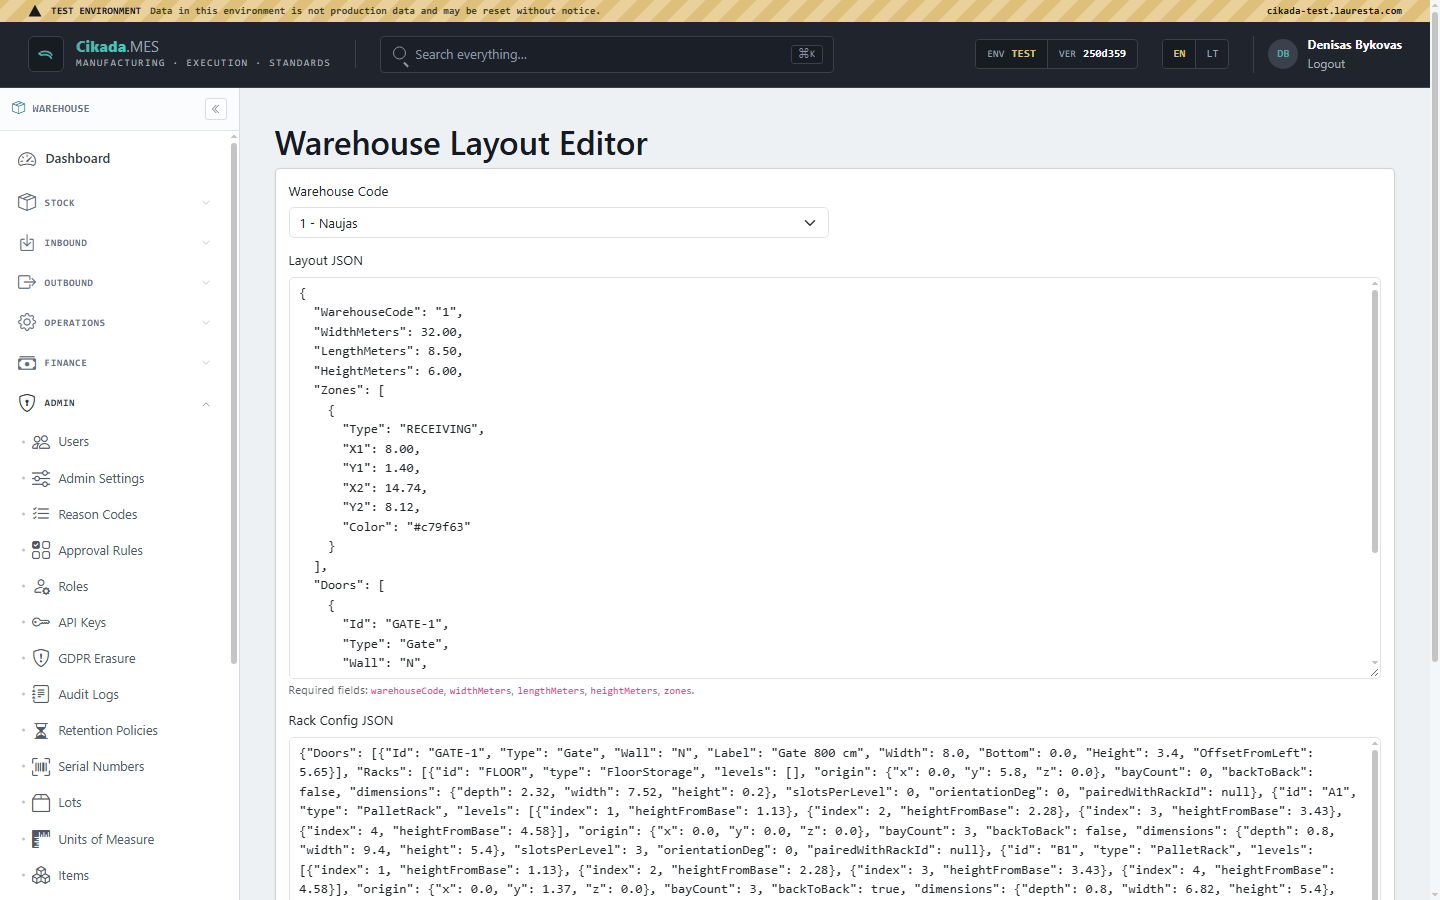 TEST ENVIRONMENT Data in this environment is not production data and may be reset without notice.
cikada-test.lauresta.com
Cikada.MES
MANUFACTURING · EXECUTION · STANDARDS
Search everything...
⌘K
ENV TEST
VER 250d359
EN
LT
DB
Denisas Bykovas
Logout
WAREHOUSE
Dashboard
STOCK
INBOUND
OUTBOUND
OPERATIONS
FINANCE
ADMIN
Users
Admin Settings
Reason Codes
Approval Rules
Roles
API Keys
GDPR Erasure
Audit Logs
Retention Policies
Serial Numbers
Lots
Units of Measure
Items
Warehouse Layout Editor
Warehouse Code
1 - Naujas
Layout JSON
{
"WarehouseCode": "1",
"WidthMeters": 32.00,
"LengthMeters": 8.50,
"HeightMeters": 6.00,
"Zones": [
{
"Type": "RECEIVING",
"X1": 8.00,
"Y1": 1.40,
"X2": 14.74,
"Y2": 8.12,
"Color": "#c79f63"
}
],
"Doors": [
{
"Id": "GATE-1",
"Type": "Gate",
"Wall": "N",
Required fields: warehouseCode, widthMeters, lengthMeters, heightMeters, zones.
Rack Config JSON
{"Doors": [{"Id": "GATE-1", "Type": "Gate", "Wall": "N", "Label": "Gate 800 cm", "Width": 8.0, "Bottom": 0.0, "Height": 3.4, "OffsetFromLeft":
5.65}], "Racks": [{"id": "FLOOR", "type": "FloorStorage", "levels": [], "origin": {"x": 0.0, "y": 5.8, "z": 0.0}, "bayCount": 0, "backToBack":
false, "dimensions": {"depth": 2.32, "width": 7.52, "height": 0.2}, "slotsPerLevel": 0, "orientationDeg": 0, "pairedWithRackId": null}, {"id": "A1",
"type": "PalletRack", "levels": [{"index": 1, "heightFromBase": 1.13}, {"index": 2, "heightFromBase": 2.28}, {"index": 3, "heightFromBase": 3.43},
{"index": 4, "heightFromBase": 4.58}], "origin": {"x": 0.0, "y": 0.0, "z": 0.0}, "bayCount": 3, "backToBack": false, "dimensions": {"depth": 0.8,
"width": 9.4, "height": 5.4}, "slotsPerLevel": 3, "orientationDeg": 0, "pairedWithRackId": null}, {"id": "B1", "type": "PalletRack", "levels":
[{"index": 1, "heightFromBase": 1.13}, {"index": 2, "heightFromBase": 2.28}, {"index": 3, "heightFromBase": 3.43}, {"index": 4, "heightFromBase":
4.58}], "origin": {"x": 0.0, "y": 1.37, "z": 0.0}, "bayCount": 3, "backToBack": true, "dimensions": {"depth": 0.8, "width": 6.82, "height": 5.4},